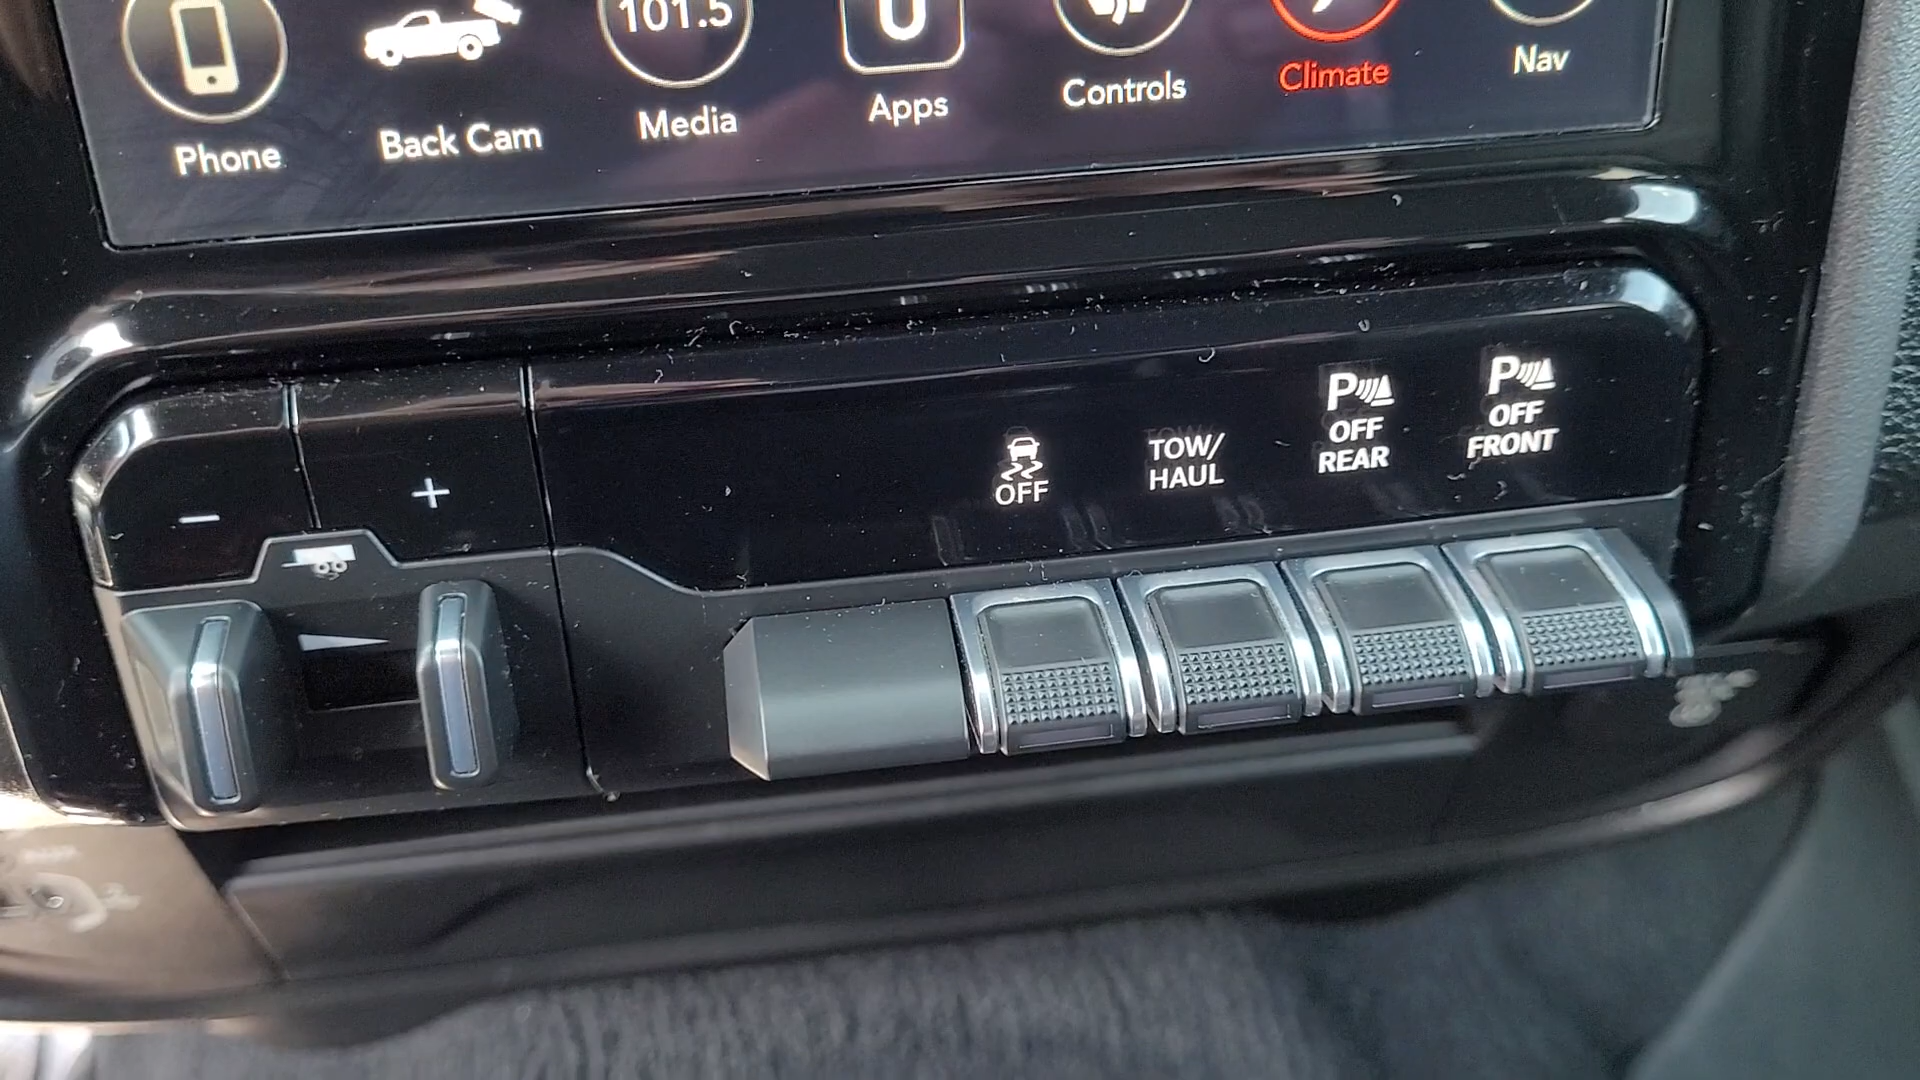 101.5
Phone
Back Cam
Media
Apps
Controls
Climate
Nav
− +
OFF
TOW/
HAUL
P
OFF
REAR
P
OFF
FRONT